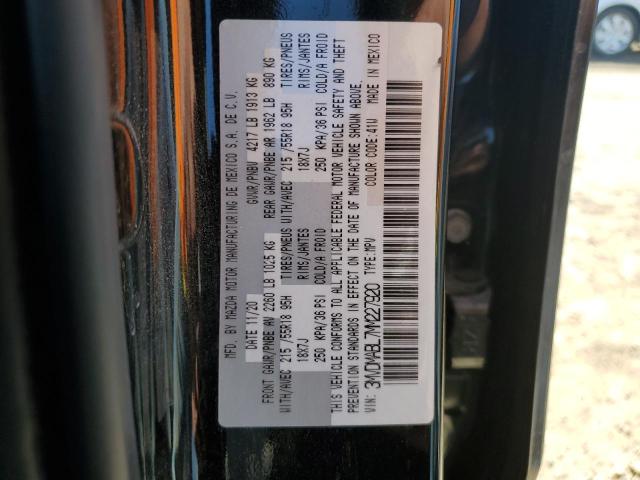 MFD. BY MAZDA MOTOR MANUFACTURING DE MEXICO S.A. DE C.V.
DATE 11/20 GVWR/PNBV 4217 LB 1913 KG
FRONT GAWR/PNBE AV 2260 LB 1025 KG REAR GAWR/PNBE AR 1962 LB 890 KG
WITH/AVEC 215 /55R18 95H TIRES/PNEUS WITH/AVEC 215 /55R18 95H TIRES/PNEUS
18X7J RIMS/JANTES 18X7J RIMS/JANTES
250 KPA/36 PSI COLD/A FROID 250 KPA/36 PSI COLD/A FROID
THIS VEHICLE CONFORMS TO ALL APPLICABLE FEDERAL MOTOR VEHICLE SAFETY AND THEFT
PREVENTION STANDARDS IN EFFECT ON THE DATE OF MANUFACTURE SHOWN ABOVE.
VIN: 3MVDMABL7MM227920 TYPE:MPV COLOR CODE:41W MADE IN MEXICO